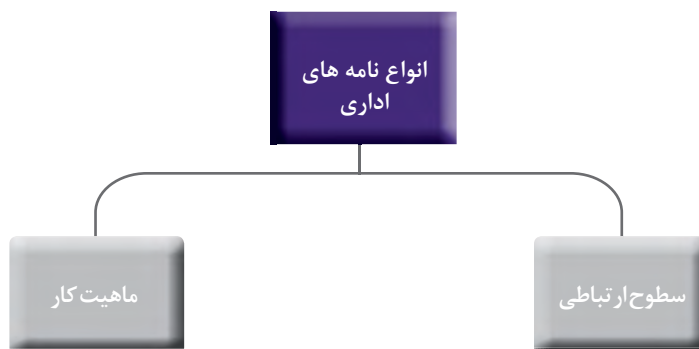 انواع نامه های
اداری
سطوح ارتباطی
ماهیت کار